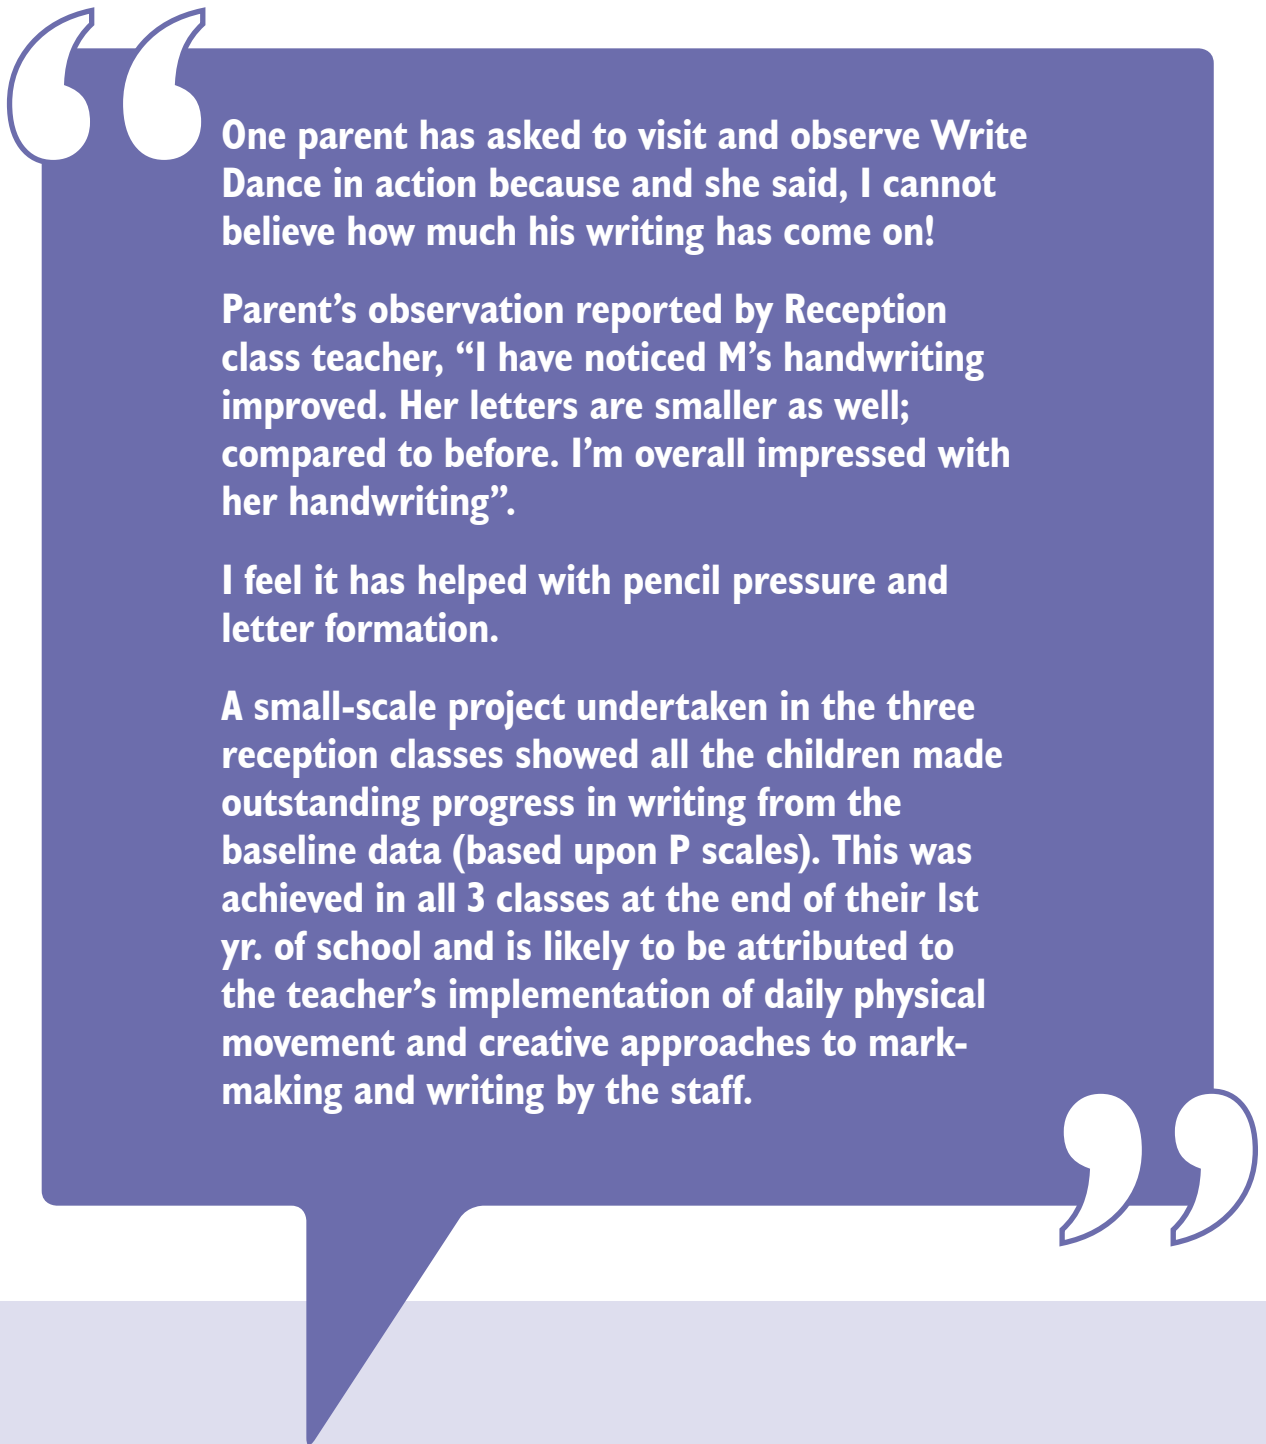 One parent has asked to visit and observe Write
Dance in action because and she said, I cannot
believe how much his writing has come on!
Parent’s observation reported by Reception
class teacher, “I have noticed M’s handwriting
improved. Her letters are smaller as well;
compared to before. I’m overall impressed with
her handwriting”.
I feel it has helped with pencil pressure and
letter formation.
A small-scale project undertaken in the three
reception classes showed all the children made
outstanding progress in writing from the
baseline data (based upon P scales). This was
achieved in all 3 classes at the end of their 1st
yr. of school and is likely to be attributed to
the teacher’s implementation of daily physical
movement and creative approaches to mark-
making and writing by the staff.